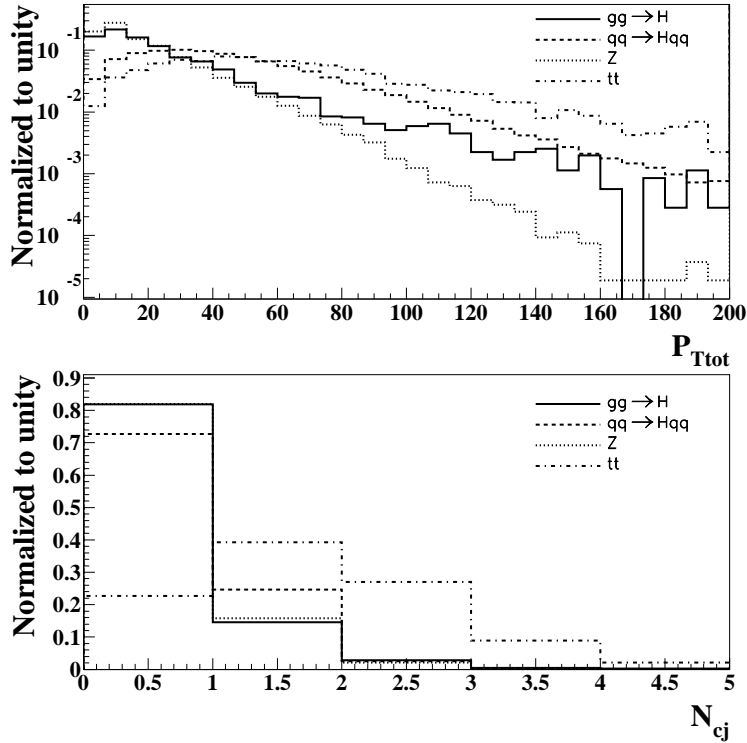 Normalized to unity
10⁻¹
10⁻²
10⁻³
10⁻⁴
10⁻⁵
gg → H
qq → Hqq
Z
tt
0 20 40 60 80 100 120 140 160 180 200
P_Ttot
Normalized to unity
0.9
0.8
0.7
0.6
0.5
0.4
0.3
0.2
0.1
0
gg → H
qq → Hqq
Z
tt
0 0.5 1 1.5 2 2.5 3 3.5 4 4.5 5
N_cj